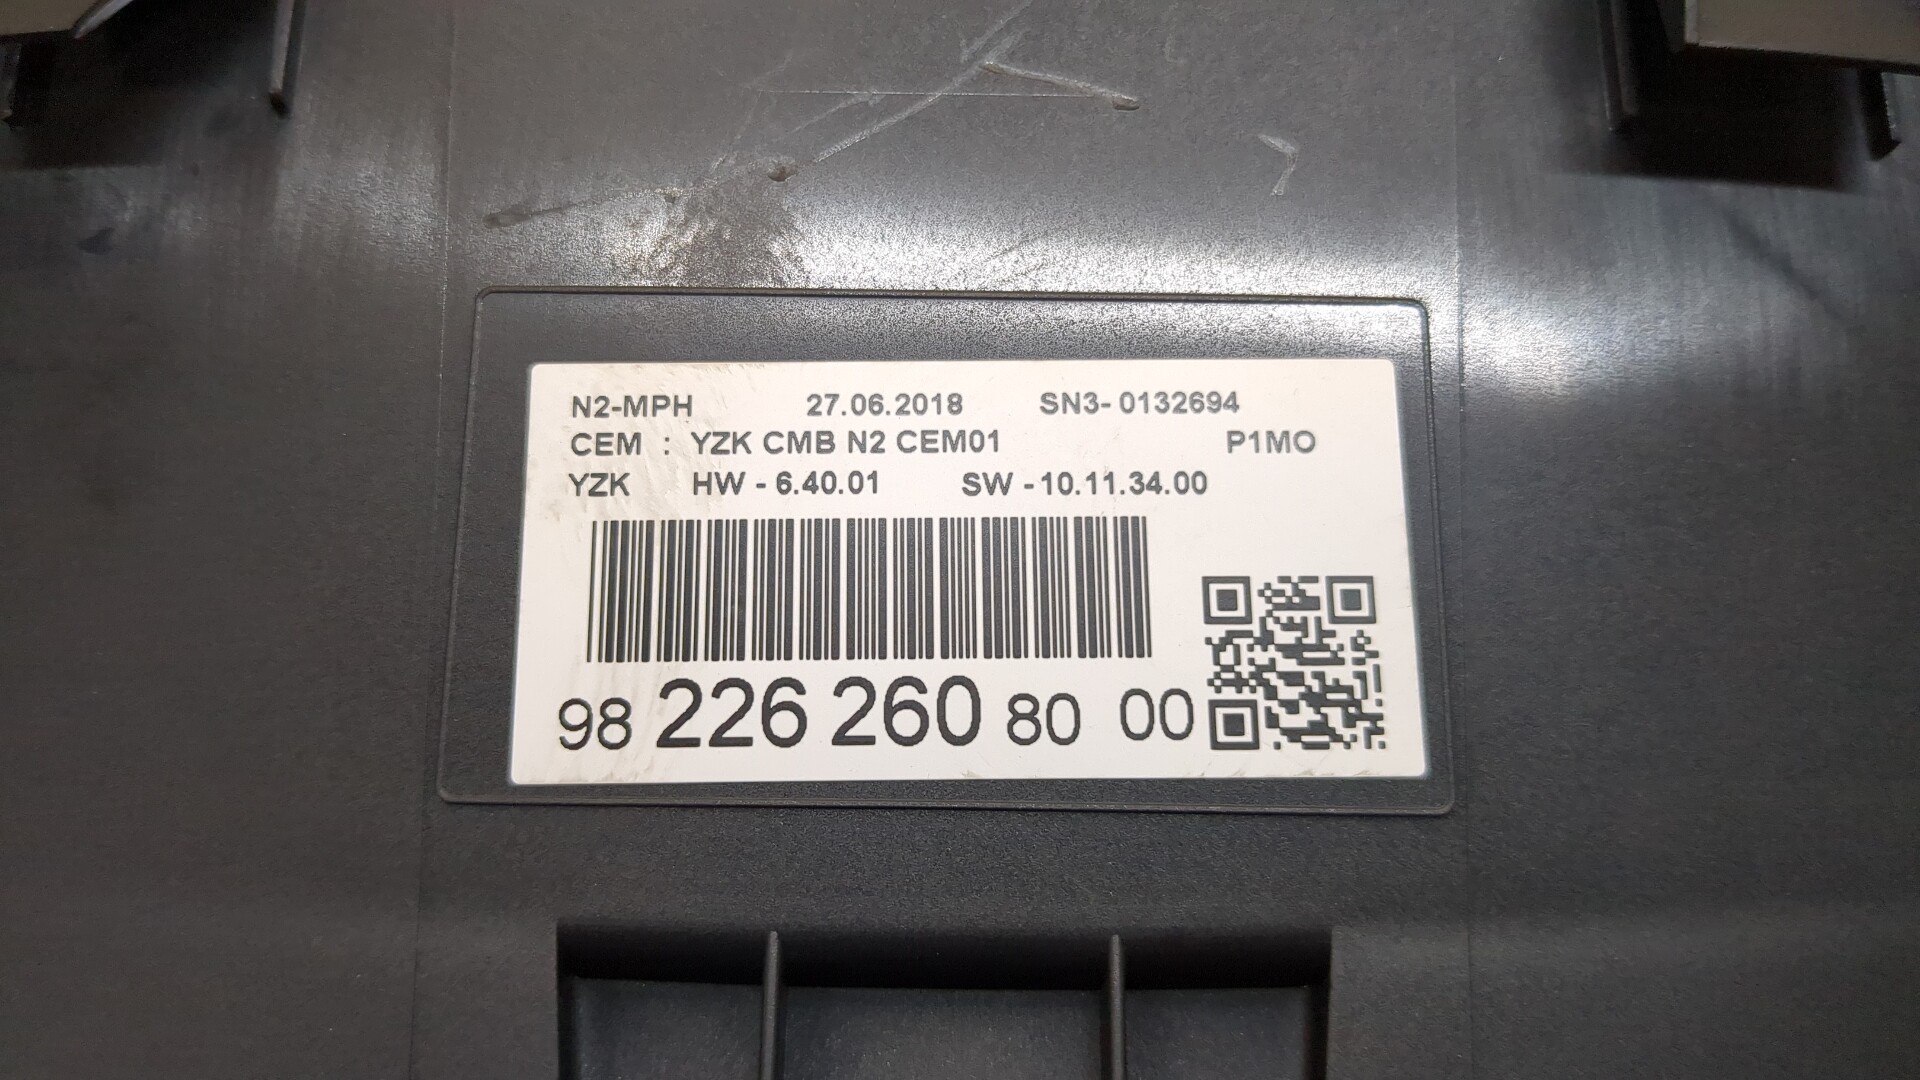 N2-MPH 27.06.2018 SN3- 0132694
CEM : YZK CMB N2 CEM01 P1MO
YZK HW - 6.40.01 SW - 10.11.34.00
98 226 260 80 00